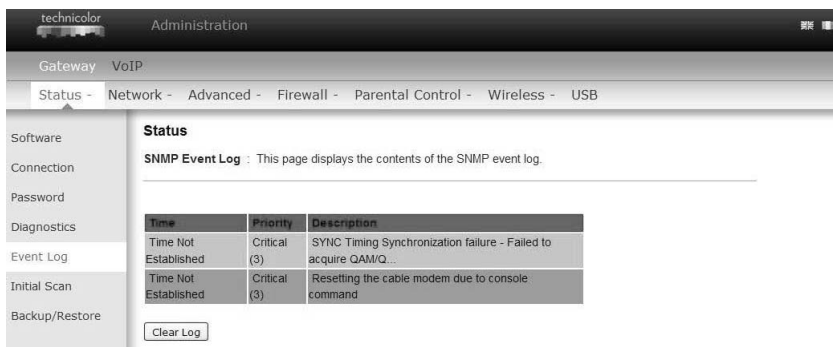 technicolor
Administration
Gateway VoIP
Status - Network - Advanced - Firewall - Parental Control - Wireless - USB
Software
Connection
Password
Diagnostics
Event Log
Initial Scan
Backup/Restore
Status
SNMP Event Log : This page displays the contents of the SNMP event log.
Time Priority Description
Time Not Established Critical (3) SYNC Timing Synchronization failure - Failed to acquire QAM/Q...
Time Not Established Critical (3) Resetting the cable modem due to console command
Clear Log